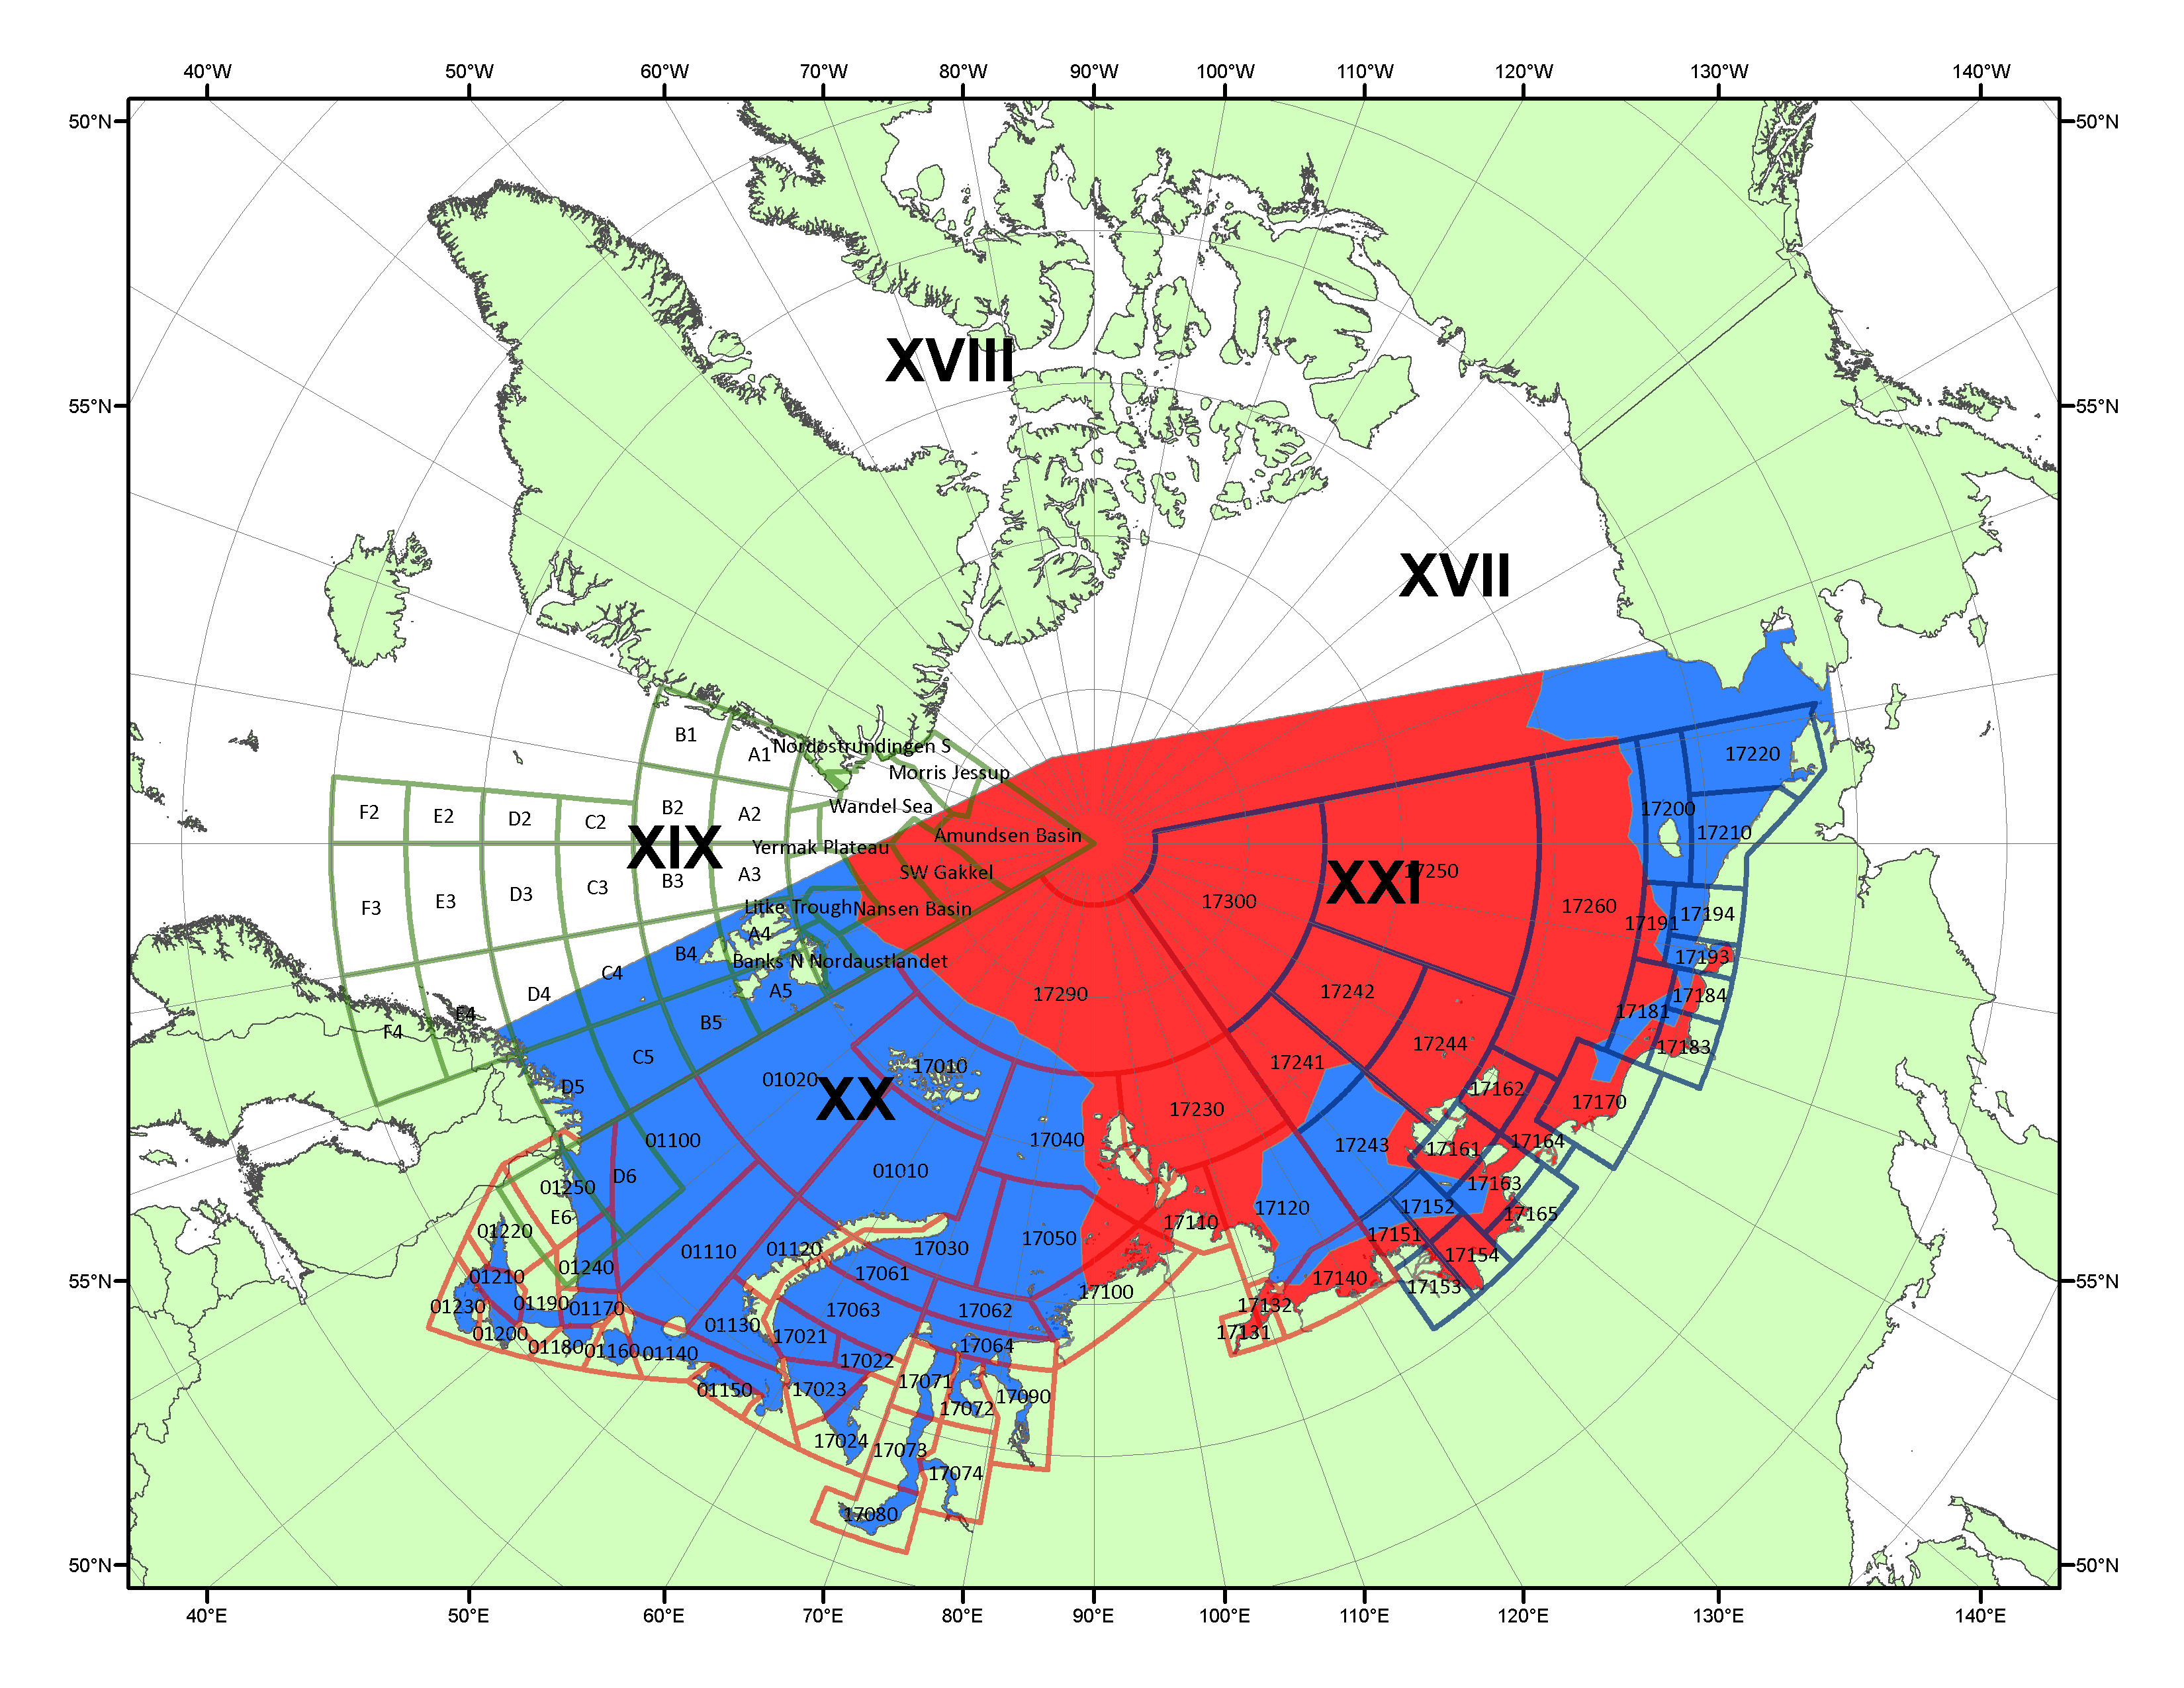 40°W 50°W 60°W 70°W 80°W 90°W 100°W 110°W 120°W 130°W 140°W
50°N 50°N
XVIII
55°N 55°N
XVII
B1
A1 Nordostrundingen S
17220
Morris Jessup
F2 E2 D2 C2 B2 A2 Wandel Sea 17200
XIX Yermak Plateau Amundsen Basin 17210
SW Gakkel XXI 17250
F3 E3 D3 C3 B3 A3
Litke Trough Nansen Basin 17300 17260 17191 17194
A4
B4 Banks N Nordaustlandet 17193
C4 A5 17290 17242 17184
D4
E4 B5 17181
F4 C5 17244 17183
17241
01020 17010 17162
D5 XX 17230 17170
01100 17040 17243 17161 17164
D6 01010
01250 17163
E6 17110 17120 17152 17165
01220 01110 01120 17030 17050 17151 17154
01210 01240 17061 17140 17153
17100
01230 01190 01170 17063 17062 17132
01200 01130 17021 17131
01180 01160 01140 17022 17064
55°N 55°N
01150 17023 17071 17072 17090
17024 17073
17074
17080
50°N 50°N
40°E 50°E 60°E 70°E 80°E 90°E 100°E 110°E 120°E 130°E 140°E